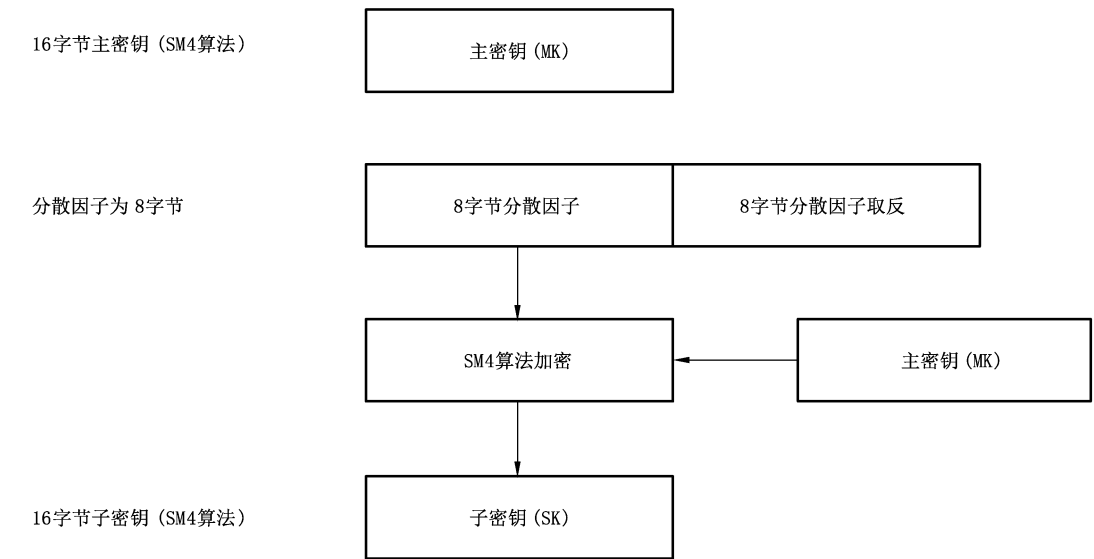 16字节主密钥(SM4算法)
主密钥(MK)
分散因子为 8字节
8字节分散因子
8字节分散因子取反
SM4算法加密
主密钥(MK)
16字节子密钥(SM4算法)
子密钥(SK)